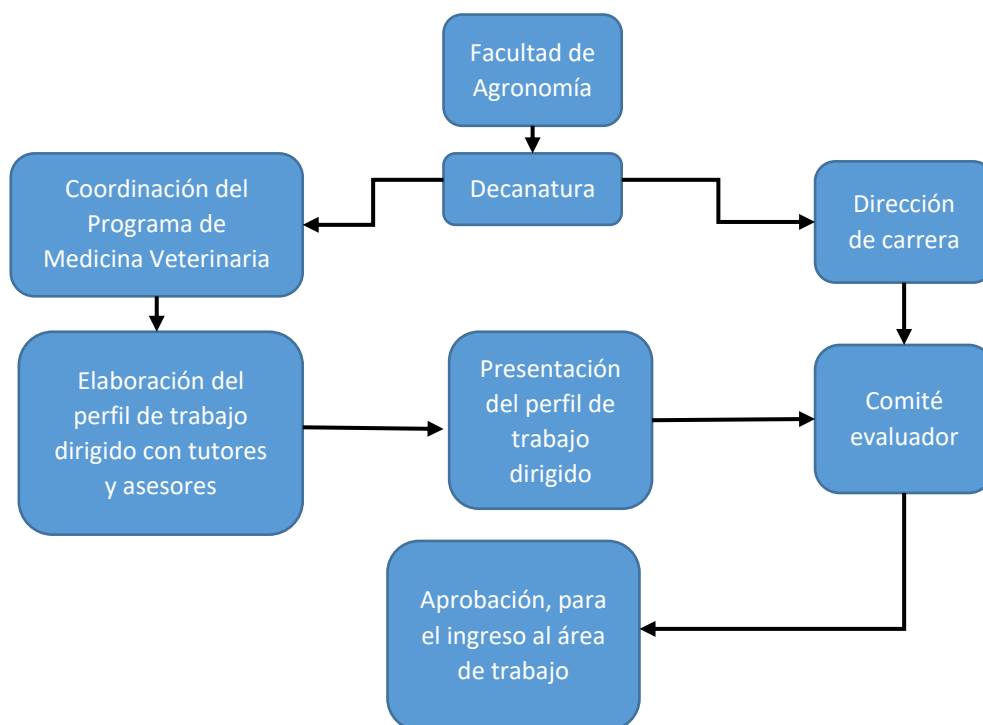 Facultad de
Agronomía
Decanatura
Coordinación del
Programa de
Medicina Veterinaria
Dirección
de carrera
Elaboración del
perfil de trabajo
dirigido con tutores
y asesores
Presentación
del perfil de
trabajo
dirigido
Comité
evaluador
Aprobación, para
el ingreso al área
de trabajo